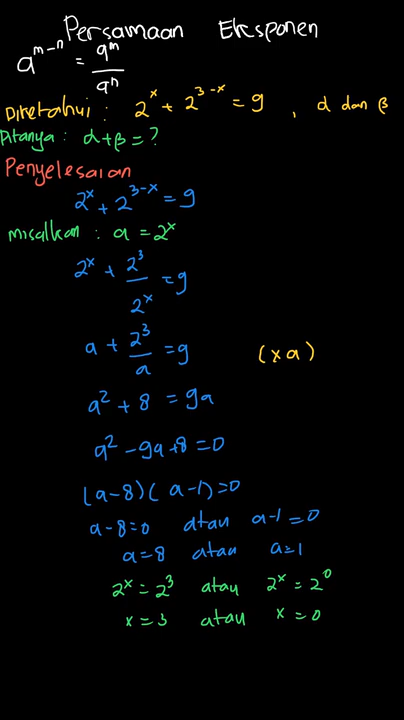 Persamaan Eksponen
a^{m-n} = a^m/a^n
Diketahui : 2^x + 2^{3-x} = 9 , α dan β
Ditanya : α+β = ?
Penyelesaian
2^x + 2^{3-x} = 9
misalkan : a = 2^x
2^x + 2^3/2^x = 9
a + 2^3/a = 9 (x a)
a^2 + 8 = 9a
a^2 - 9a + 8 = 0
(a-8)(a-1) = 0
a-8=0 atau a-1=0
a=8 atau a=1
2^x = 2^3 atau 2^x = 2^0
x = 3 atau x = 0